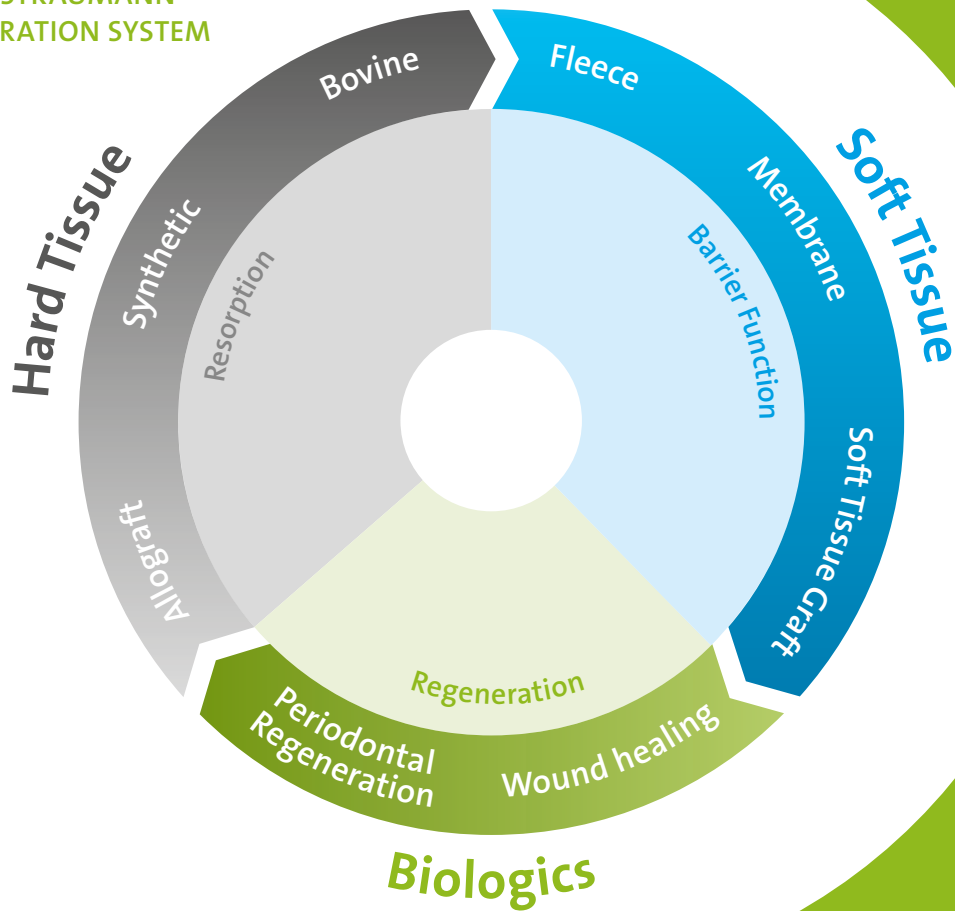 STRAUMANN
RATION SYSTEM
Hard Tissue
Bovine
Synthetic
Allograft
Resorption
Soft Tissue
Fleece
Membrane
Soft Tissue Graft
Barrier Function
Regeneration
Periodontal
Regeneration
Wound healing
Biologics